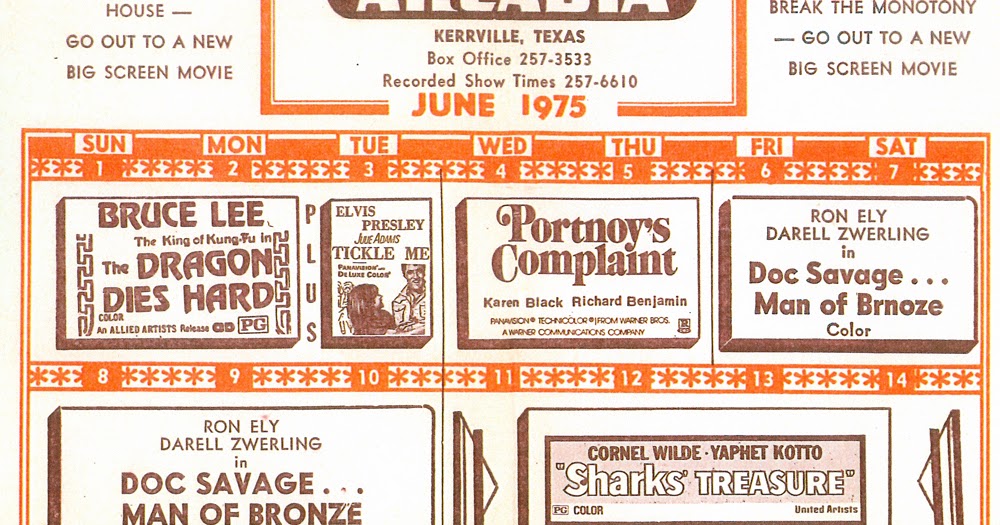 HOUSE —
GO OUT TO A NEW
BIG SCREEN MOVIE
ARCADIA
KERRVILLE, TEXAS
Box Office 257-3533
Recorded Show Times 257-6610
JUNE 1975
BREAK THE MONOTONY
— GO OUT TO A NEW
BIG SCREEN MOVIE
SUN MON TUE WED THU FRI SAT
1 2 3 4 5 6 7
BRUCE LEE,
The King of Kung-Fu in
The DRAGON
DIES HARD
COLOR
An ALLIED ARTISTS Release PG
PLUS
ELVIS
PRESLEY
JULIE ADAMS
TICKLE ME
PANAVISION®
DE LUXE COLOR®
Portnoy's
Complaint
Karen Black Richard Benjamin
PANAVISION® TECHNICOLOR® FROM WARNER BROS.
A WARNER COMMUNICATIONS COMPANY
R
RON ELY
DARELL ZWERLING
in
Doc Savage . . .
Man of Brnoze
Color
8 9 10 11 12 13 14
RON ELY
DARELL ZWERLING
in
DOC SAVAGE . . .
MAN OF BRONZE
CORNEL WILDE · YAPHET KOTTO
"Sharks' TREASURE"
PG COLOR
United Artists